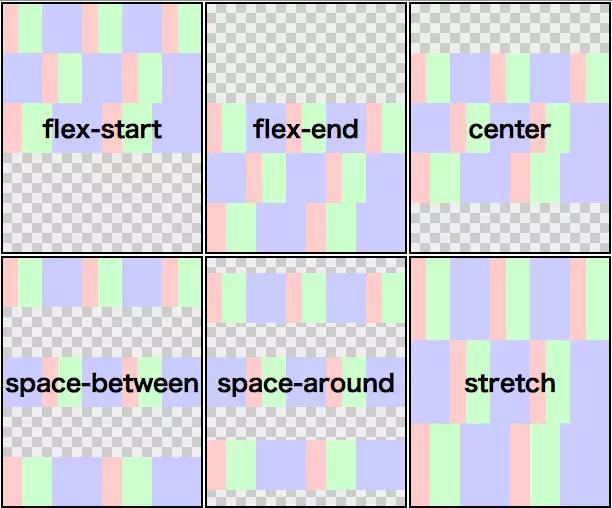 flex-start
flex-end
center
space-between
space-around
stretch